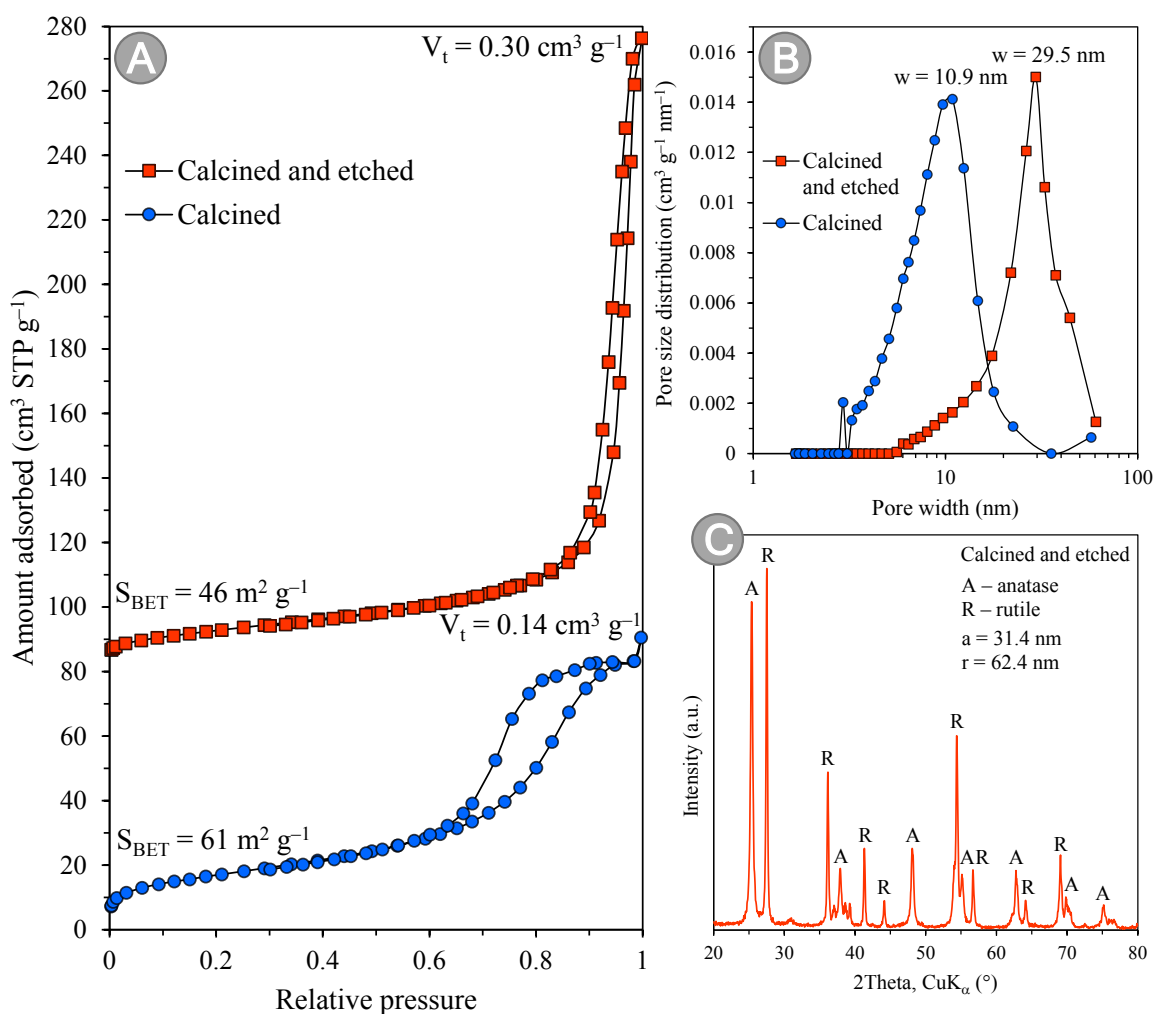 A
V_t = 0.30 cm³ g⁻¹
Calcined and etched
Calcined
S_BET = 46 m² g⁻¹
V_t = 0.14 cm³ g⁻¹
S_BET = 61 m² g⁻¹
Amount adsorbed (cm³ STP g⁻¹)
280
260
240
220
200
180
160
140
120
100
80
60
40
20
0
0 0.2 0.4 0.6 0.8 1
Relative pressure
B
w = 29.5 nm
w = 10.9 nm
Calcined
and etched
Calcined
Pore size distribution (cm³ g⁻¹ nm⁻¹)
0.016
0.014
0.012
0.01
0.008
0.006
0.004
0.002
0
1 10 100
Pore width (nm)
C
Calcined and etched
A – anatase
R – rutile
a = 31.4 nm
r = 62.4 nm
A R R A R R A R A R A R R A A
Intensity (a.u.)
20 30 40 50 60 70 80
2Theta, CuK_α (°)